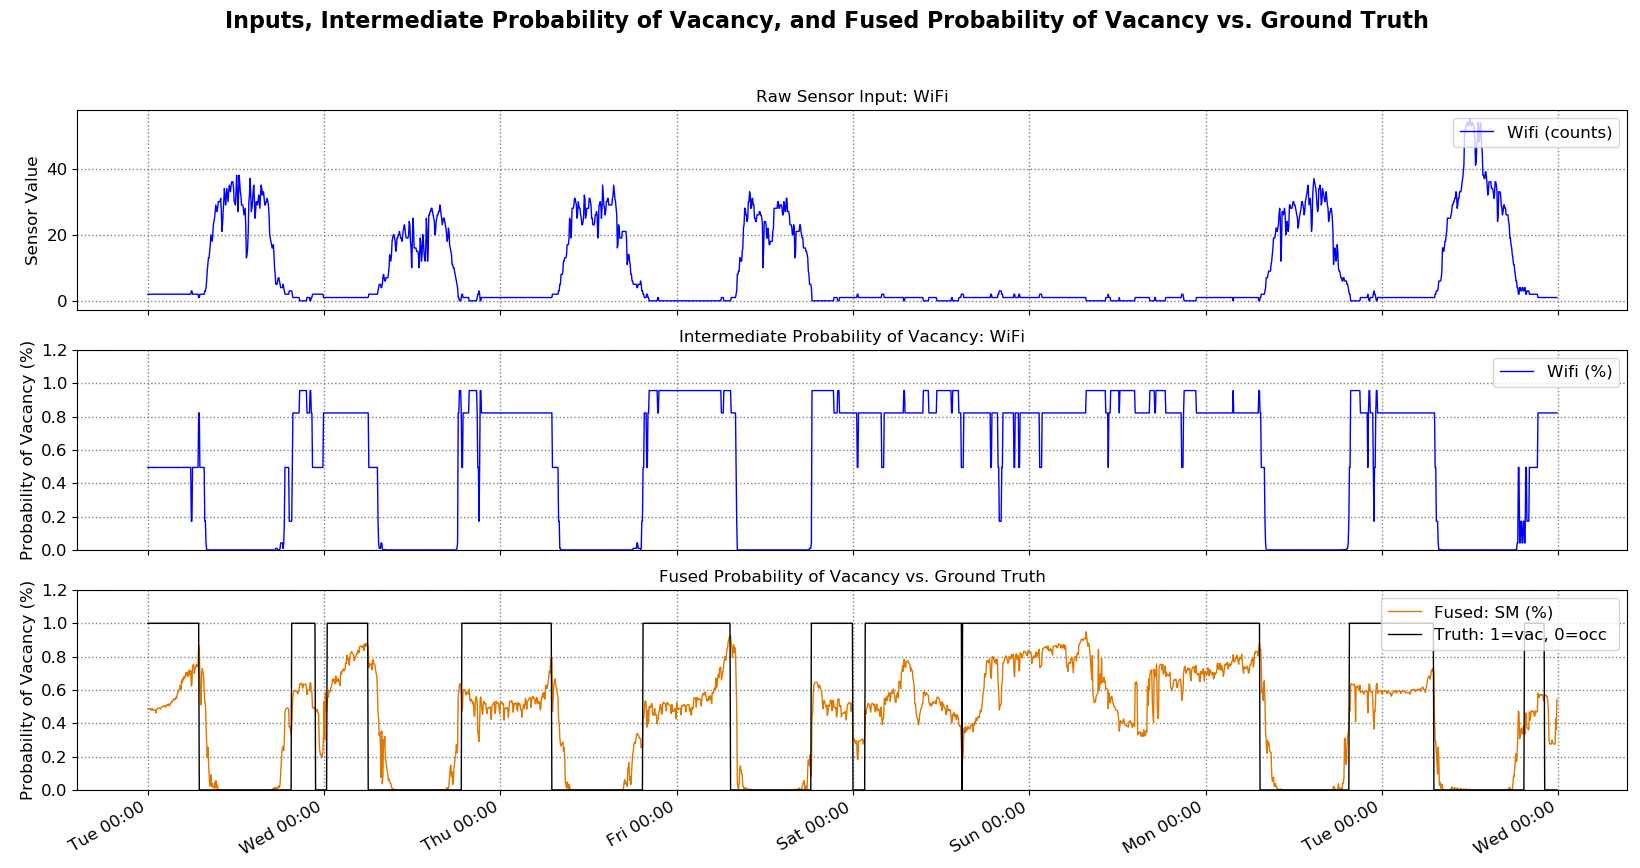 Inputs, Intermediate Probability of Vacancy, and Fused Probability of Vacancy vs. Ground Truth
Raw Sensor Input: WiFi
Sensor Value
40
20
0
Wifi (counts)
Intermediate Probability of Vacancy: WiFi
Probability of Vacancy (%)
1.2
1.0
0.8
0.6
0.4
0.2
0.0
Wifi (%)
Fused Probability of Vacancy vs. Ground Truth
Probability of Vacancy (%)
1.2
1.0
0.8
0.6
0.4
0.2
0.0
Fused: SM (%)
Truth: 1=vac, 0=occ
Tue 00:00
Wed 00:00
Thu 00:00
Fri 00:00
Sat 00:00
Sun 00:00
Mon 00:00
Tue 00:00
Wed 00:00